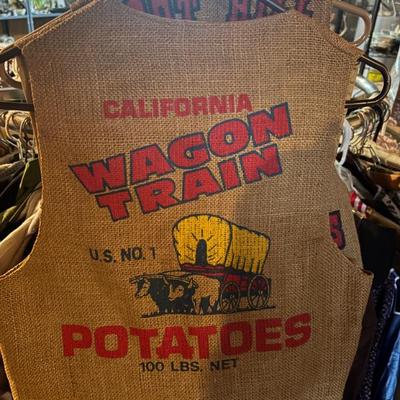 CALIFORNIA
WAGON
TRAIN
U.S. NO. 1
POTATOES
100 LBS. NET